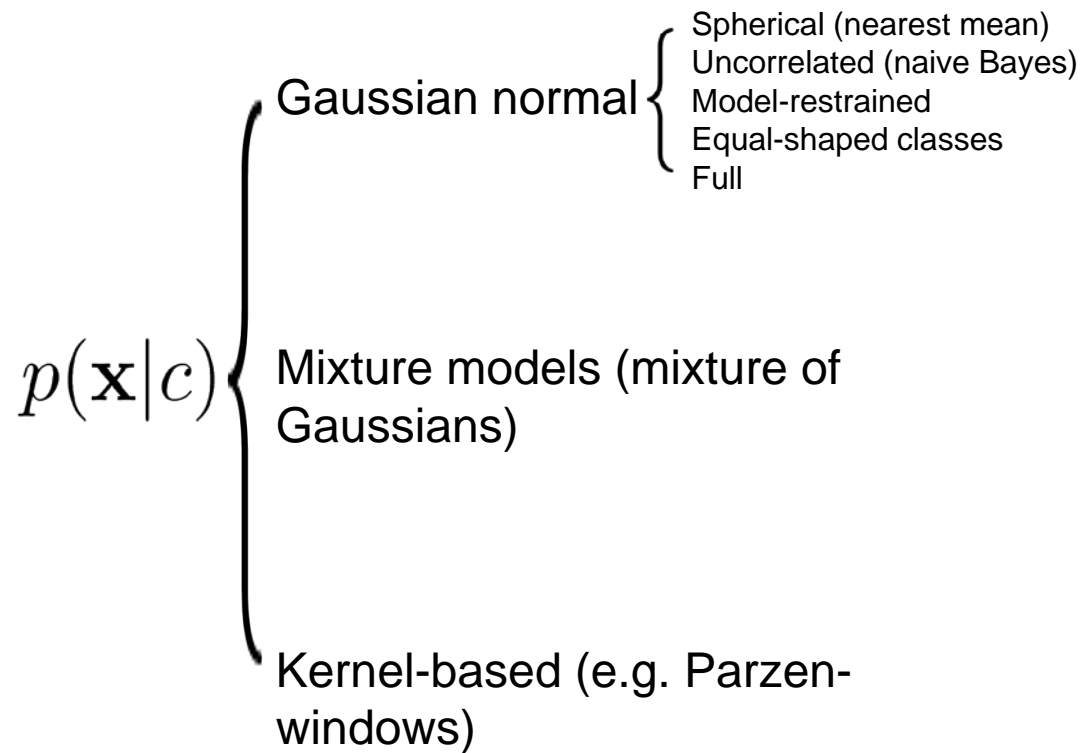 Spherical (nearest mean)
Uncorrelated (naive Bayes)
Gaussian normal
Model-restrained
Equal-shaped classes
Full
p(x|c)
Mixture models (mixture of
Gaussians)
Kernel-based (e.g. Parzen-
windows)